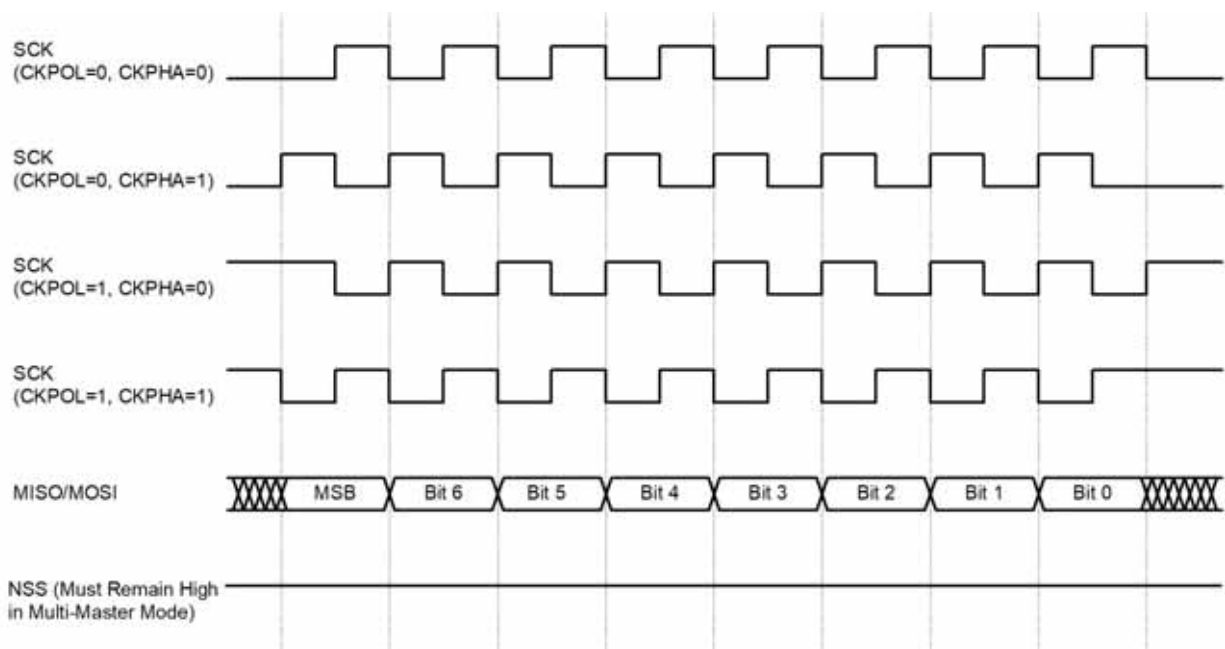 SCK
(CKPOL=0, CKPHA=0)
SCK
(CKPOL=0, CKPHA=1)
SCK
(CKPOL=1, CKPHA=0)
SCK
(CKPOL=1, CKPHA=1)
MISO/MOSI
MSB Bit 6 Bit 5 Bit 4 Bit 3 Bit 2 Bit 1 Bit 0
NSS (Must Remain High
in Multi-Master Mode)